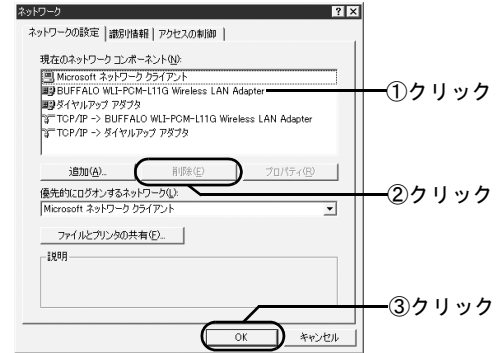 ネットワーク
ネットワークの設定 識別情報 アクセスの制御
現在のネットワーク コンポーネント(N):
Microsoft ネットワーク クライアント
BUFFALO WLI-PCM-L11G Wireless LAN Adapter
①クリック
ダイヤルアップ アダプタ
TCP/IP -> BUFFALO WLI-PCM-L11G Wireless LAN Adapter
TCP/IP -> ダイヤルアップ アダプタ
追加(A)... 削除(E) プロパティ(R)
②クリック
優先的にログオンするネットワーク(L):
Microsoft ネットワーク クライアント
ファイルとプリンタの共有(F)...
説明
③クリック
OK キャンセル